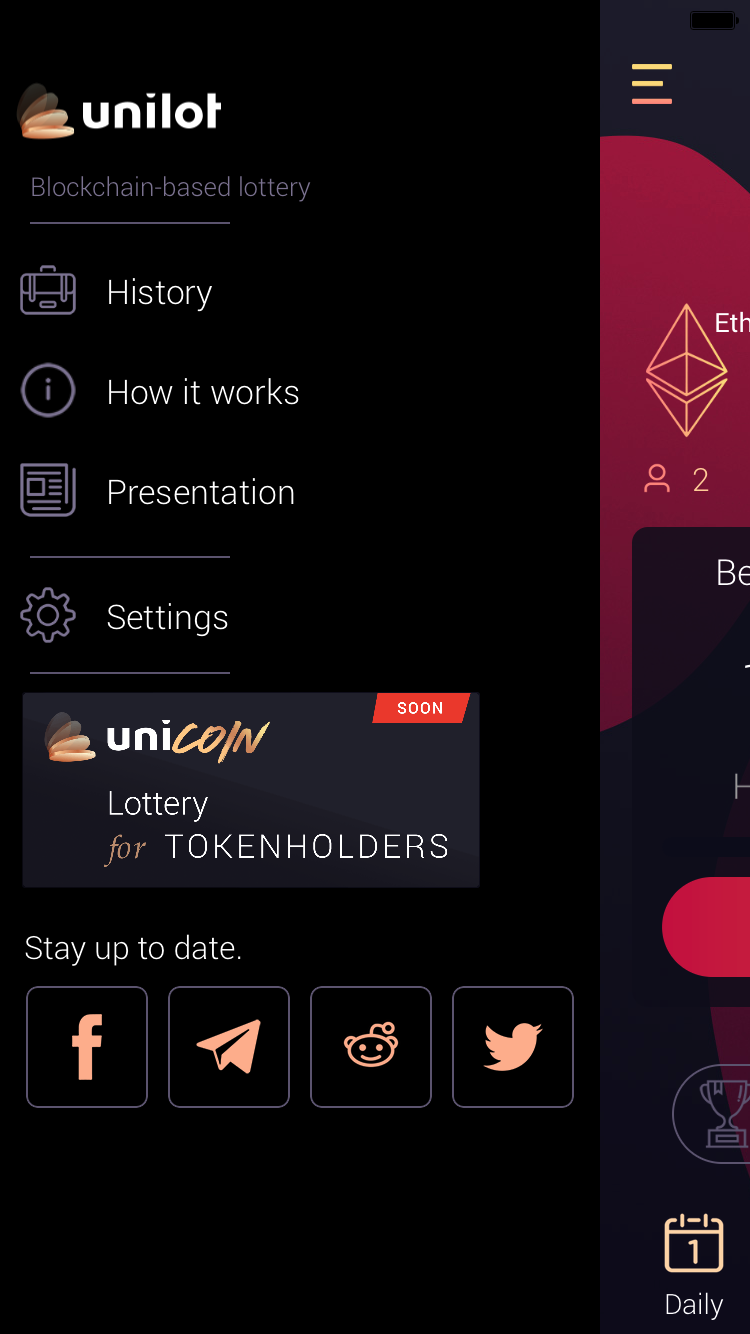 unilot
Blockchain-based lottery
History
How it works
Presentation
Settings
SOON
uniCOIN
Lottery
for TOKENHOLDERS
Stay up to date.
Eth
2
Be
H
1
Daily